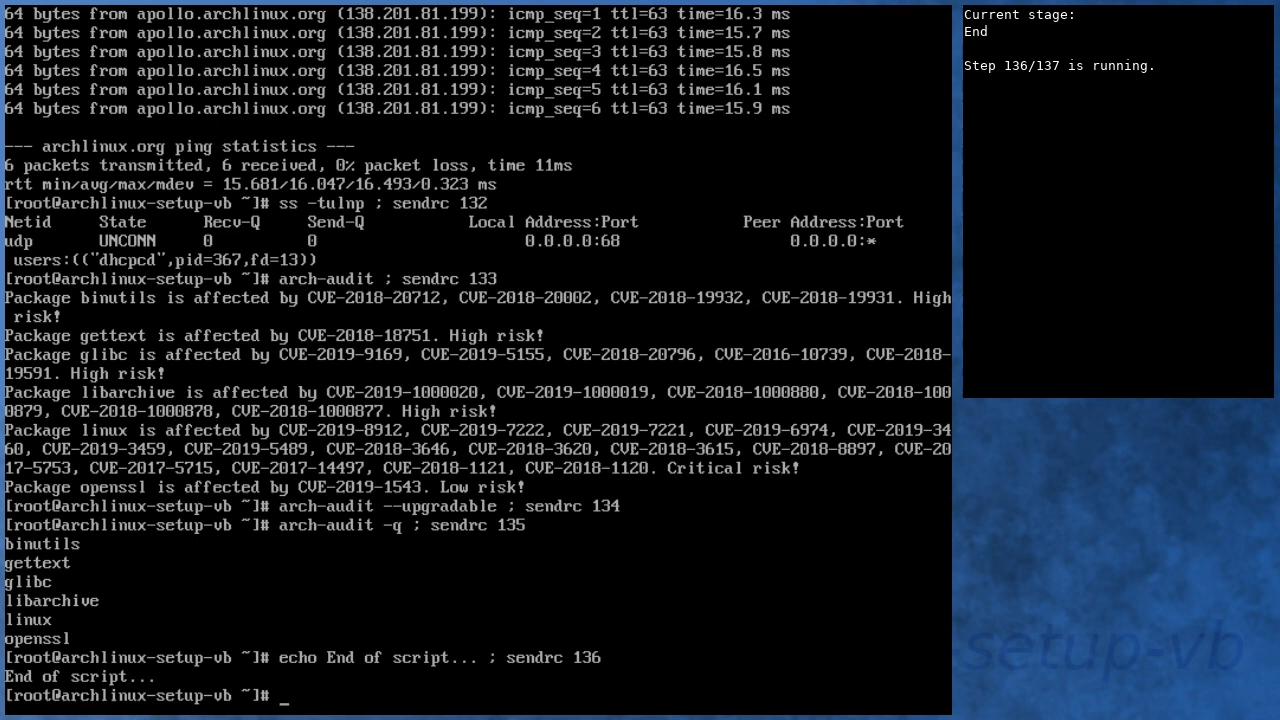 64 bytes from apollo.archlinux.org (138.201.81.199): icmp_seq=1 ttl=63 time=16.3 ms
64 bytes from apollo.archlinux.org (138.201.81.199): icmp_seq=2 ttl=63 time=15.7 ms
64 bytes from apollo.archlinux.org (138.201.81.199): icmp_seq=3 ttl=63 time=15.8 ms
64 bytes from apollo.archlinux.org (138.201.81.199): icmp_seq=4 ttl=63 time=16.5 ms
64 bytes from apollo.archlinux.org (138.201.81.199): icmp_seq=5 ttl=63 time=16.1 ms
64 bytes from apollo.archlinux.org (138.201.81.199): icmp_seq=6 ttl=63 time=15.9 ms
--- archlinux.org ping statistics ---
6 packets transmitted, 6 received, 0% packet loss, time 11ms
rtt min/avg/max/mdev = 15.681/16.047/16.493/0.323 ms
[root@archlinux-setup-vb ~]# ss -tulnp ; sendrc 132
Netid     State      Recv-Q     Send-Q           Local Address:Port           Peer Address:Port
udp       UNCONN     0          0                      0.0.0.0:68                  0.0.0.0:*
 users:(("dhcpcd",pid=367,fd=13))
[root@archlinux-setup-vb ~]# arch-audit ; sendrc 133
Package binutils is affected by CVE-2018-20712, CVE-2018-20002, CVE-2018-19932, CVE-2018-19931. High
 risk!
Package gettext is affected by CVE-2018-18751. High risk!
Package glibc is affected by CVE-2019-9169, CVE-2019-5155, CVE-2018-20796, CVE-2016-10739, CVE-2018-
19591. High risk!
Package libarchive is affected by CVE-2019-1000020, CVE-2019-1000019, CVE-2018-1000880, CVE-2018-100
0879, CVE-2018-1000878, CVE-2018-1000877. High risk!
Package linux is affected by CVE-2019-8912, CVE-2019-7222, CVE-2019-7221, CVE-2019-6974, CVE-2019-34
60, CVE-2019-3459, CVE-2019-5489, CVE-2018-3646, CVE-2018-3620, CVE-2018-3615, CVE-2018-8897, CVE-20
17-5753, CVE-2017-5715, CVE-2017-14497, CVE-2018-1121, CVE-2018-1120. Critical risk!
Package openssl is affected by CVE-2019-1543. Low risk!
[root@archlinux-setup-vb ~]# arch-audit --upgradable ; sendrc 134
[root@archlinux-setup-vb ~]# arch-audit -q ; sendrc 135
binutils
gettext
glibc
libarchive
linux
openssl
[root@archlinux-setup-vb ~]# echo End of script... ; sendrc 136
End of script...
[root@archlinux-setup-vb ~]# _
Current stage:
End
Step 136/137 is running.
setup-vb